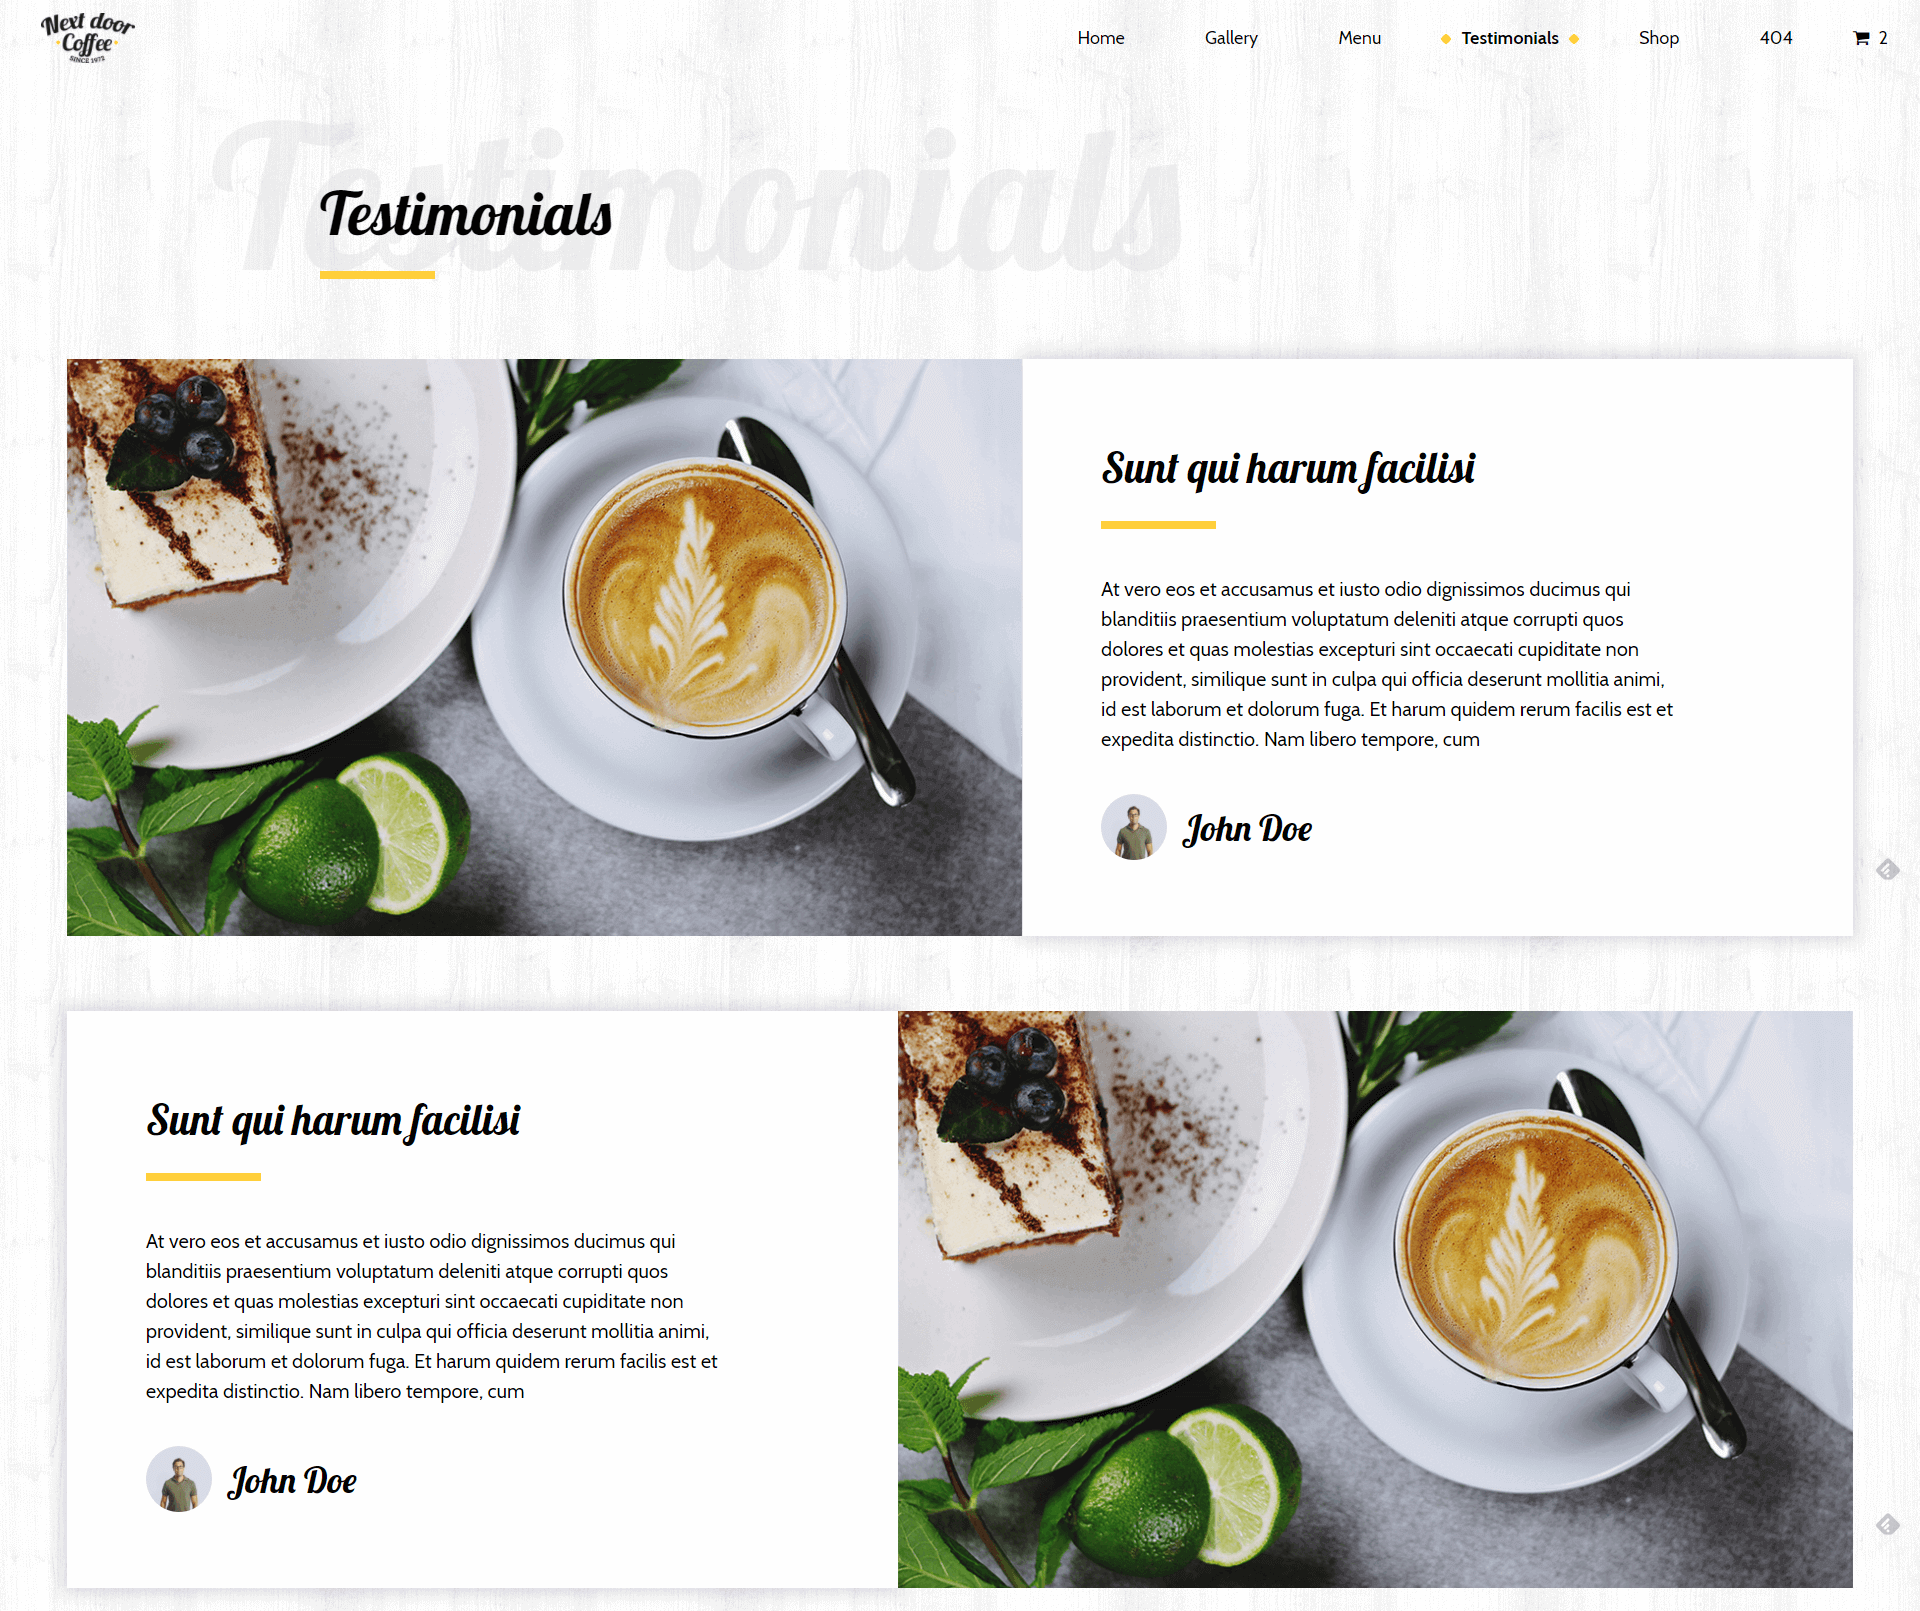 Next door
Coffee
SINCE 1972
Home
Gallery
Menu
Testimonials
Shop
404
2
Testimonials
Testimonials
Sunt qui harum facilisi
At vero eos et accusamus et iusto odio dignissimos ducimus qui
blanditiis praesentium voluptatum deleniti atque corrupti quos
dolores et quas molestias excepturi sint occaecati cupiditate non
provident, similique sunt in culpa qui officia deserunt mollitia animi,
id est laborum et dolorum fuga. Et harum quidem rerum facilis est et
expedita distinctio. Nam libero tempore, cum
John Doe
Sunt qui harum facilisi
At vero eos et accusamus et iusto odio dignissimos ducimus qui
blanditiis praesentium voluptatum deleniti atque corrupti quos
dolores et quas molestias excepturi sint occaecati cupiditate non
provident, similique sunt in culpa qui officia deserunt mollitia animi,
id est laborum et dolorum fuga. Et harum quidem rerum facilis est et
expedita distinctio. Nam libero tempore, cum
John Doe